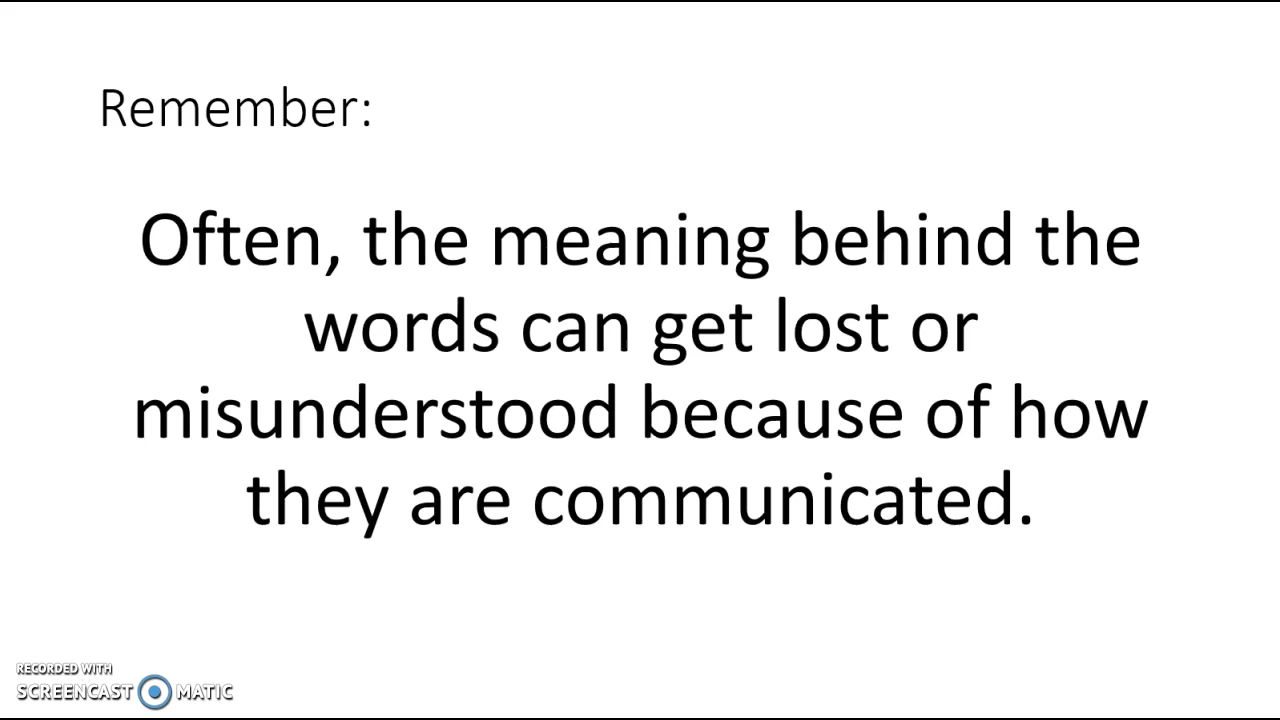 Remember:
Often, the meaning behind the
words can get lost or
misunderstood because of how
they are communicated.
RECORDED WITH
SCREENCAST MATIC